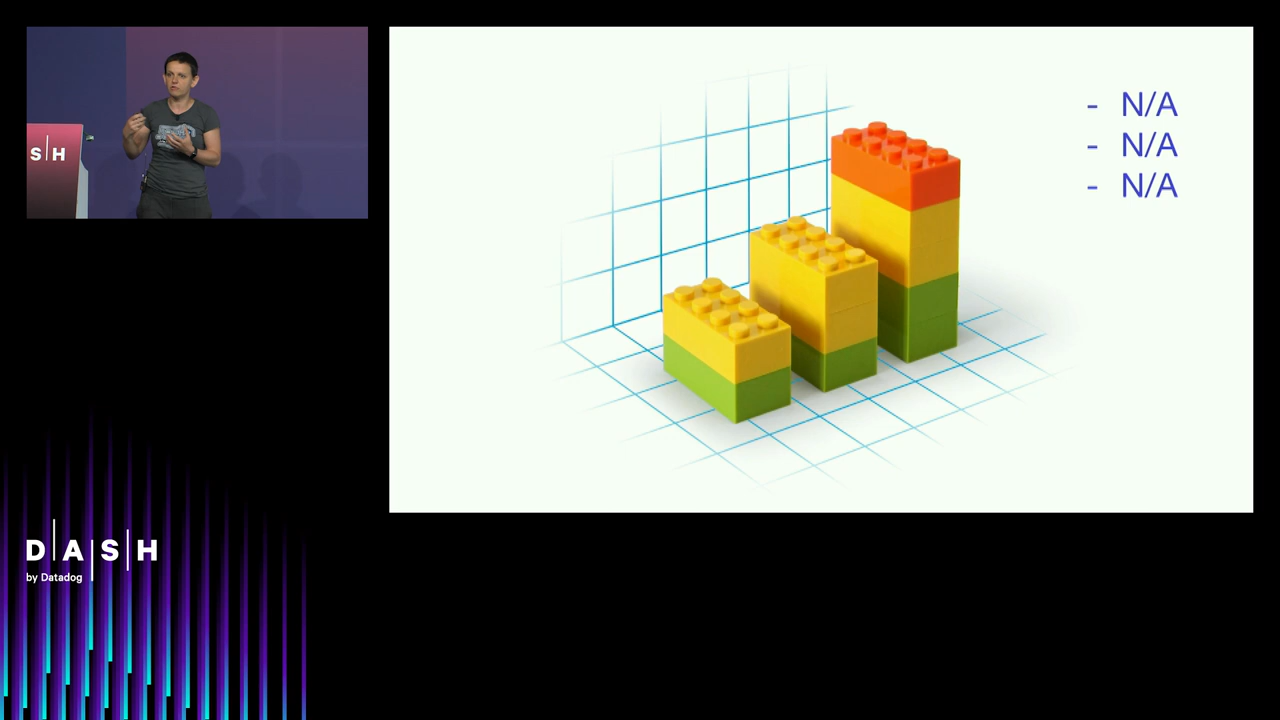 S|H
- N/A
- N/A
- N/A
D|A|S|H
by Datadog